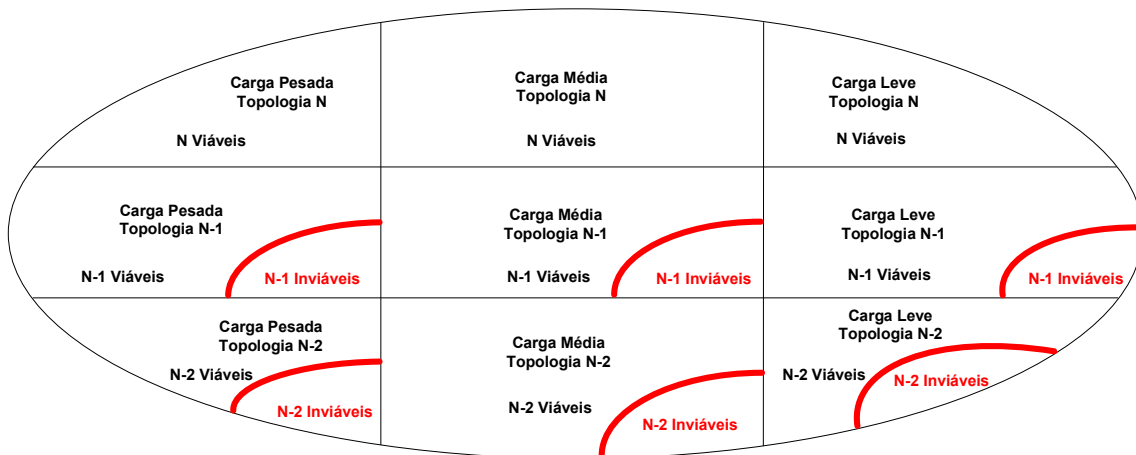 Carga Pesada
Topologia N
N Viáveis
Carga Média
Topologia N
N Viáveis
Carga Leve
Topologia N
N Viáveis
Carga Pesada
Topologia N-1
N-1 Viáveis
N-1 Inviáveis
Carga Média
Topologia N-1
N-1 Viáveis
N-1 Inviáveis
Carga Leve
Topologia N-1
N-1 Viáveis
N-1 Inviáveis
Carga Pesada
Topologia N-2
N-2 Viáveis
N-2 Inviáveis
Carga Média
Topologia N-2
N-2 Viáveis
N-2 Inviáveis
Carga Leve
Topologia N-2
N-2 Viáveis
N-2 Inviáveis